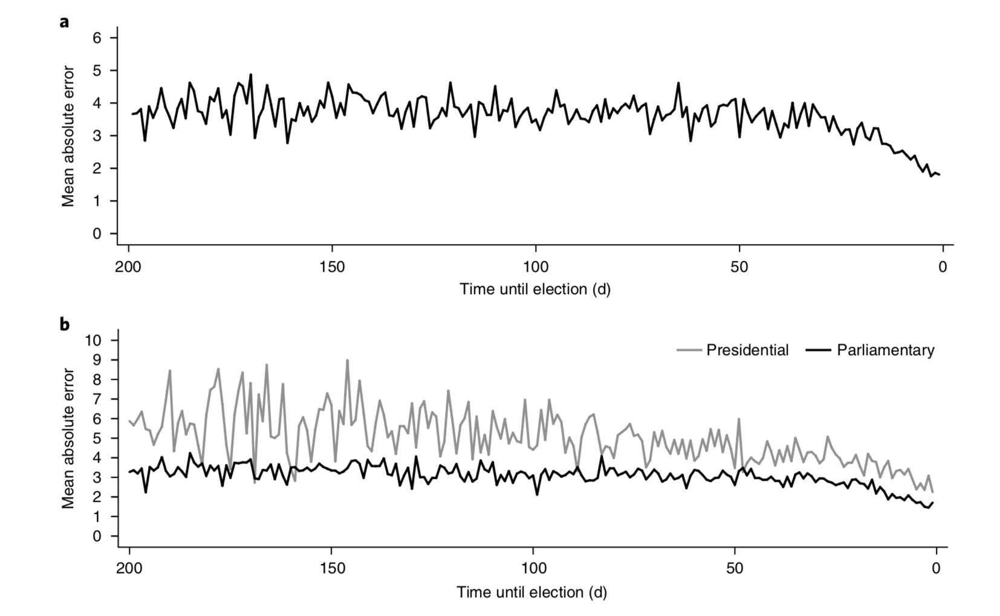 a
Mean absolute error
6
5
4
3
2
1
0
200 150 100 50 0
Time until election (d)
b
Mean absolute error
10
9
8
7
6
5
4
3
2
1
0
Presidential Parliamentary
200 150 100 50 0
Time until election (d)